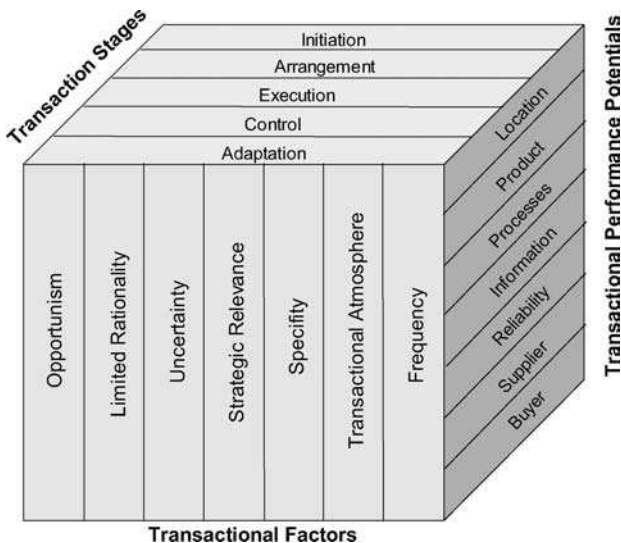 Transaction Stages
Initiation
Arrangement
Execution
Control
Adaptation
Opportunism
Limited Rationality
Uncertainty
Strategic Relevance
Specifity
Transactional Atmosphere
Frequency
Transactional Factors
Location
Product
Processes
Information
Reliability
Supplier
Buyer
Transactional Performance Potentials